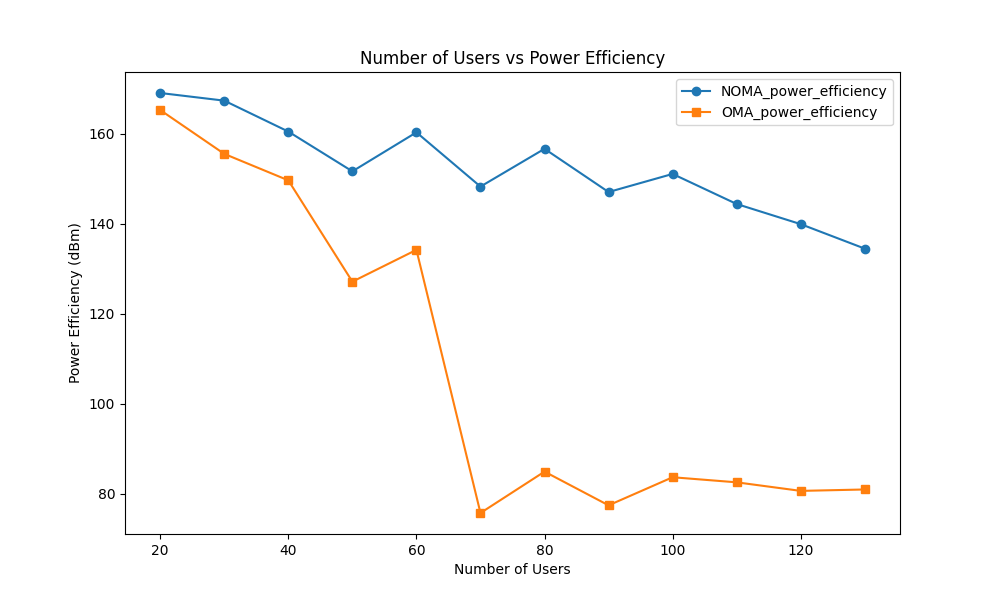 Number of Users vs Power Efficiency
NOMA_power_efficiency
OMA_power_efficiency
Power Efficiency (dBm)
160
140
120
100
80
20 40 60 80 100 120
Number of Users